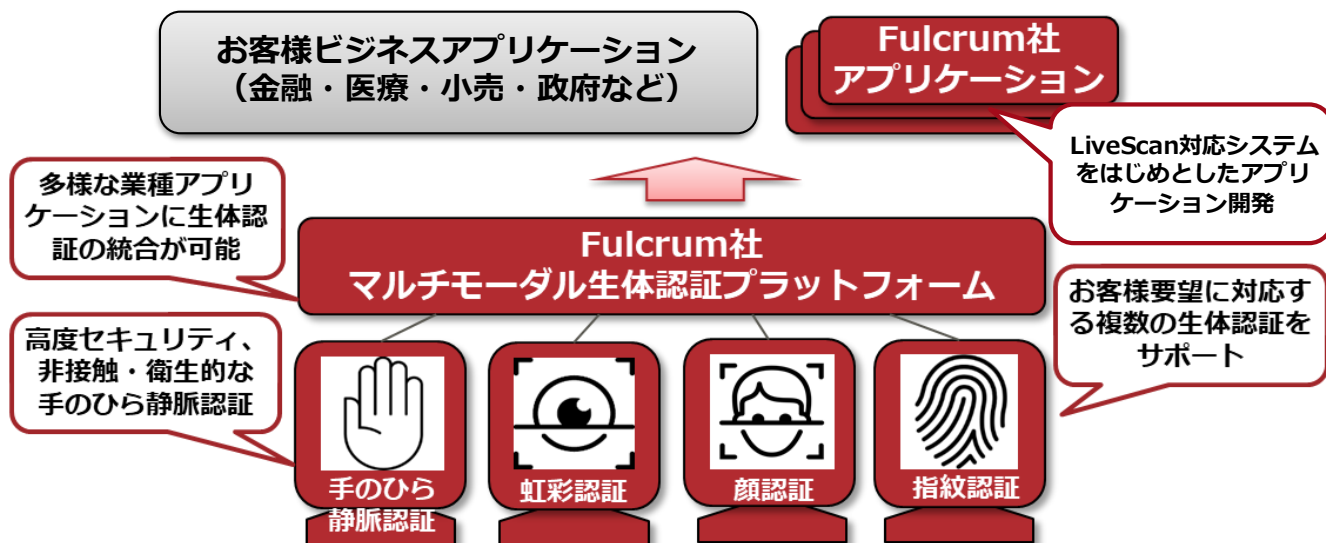 お客様ビジネスアプリケーション
（金融・医療・小売・政府など）
Fulcrum社
アプリケーション
LiveScan対応システム
をはじめとしたアプリ
ケーション開発
多様な業種アプリ
ケーションに生体認
証の統合が可能
Fulcrum社
マルチモーダル生体認証プラットフォーム
お客様要望に対応す
る複数の生体認証を
サポート
高度セキュリティ、
非接触・衛生的な
手のひら静脈認証
手のひら
静脈認証
虹彩認証
顔認証
指紋認証